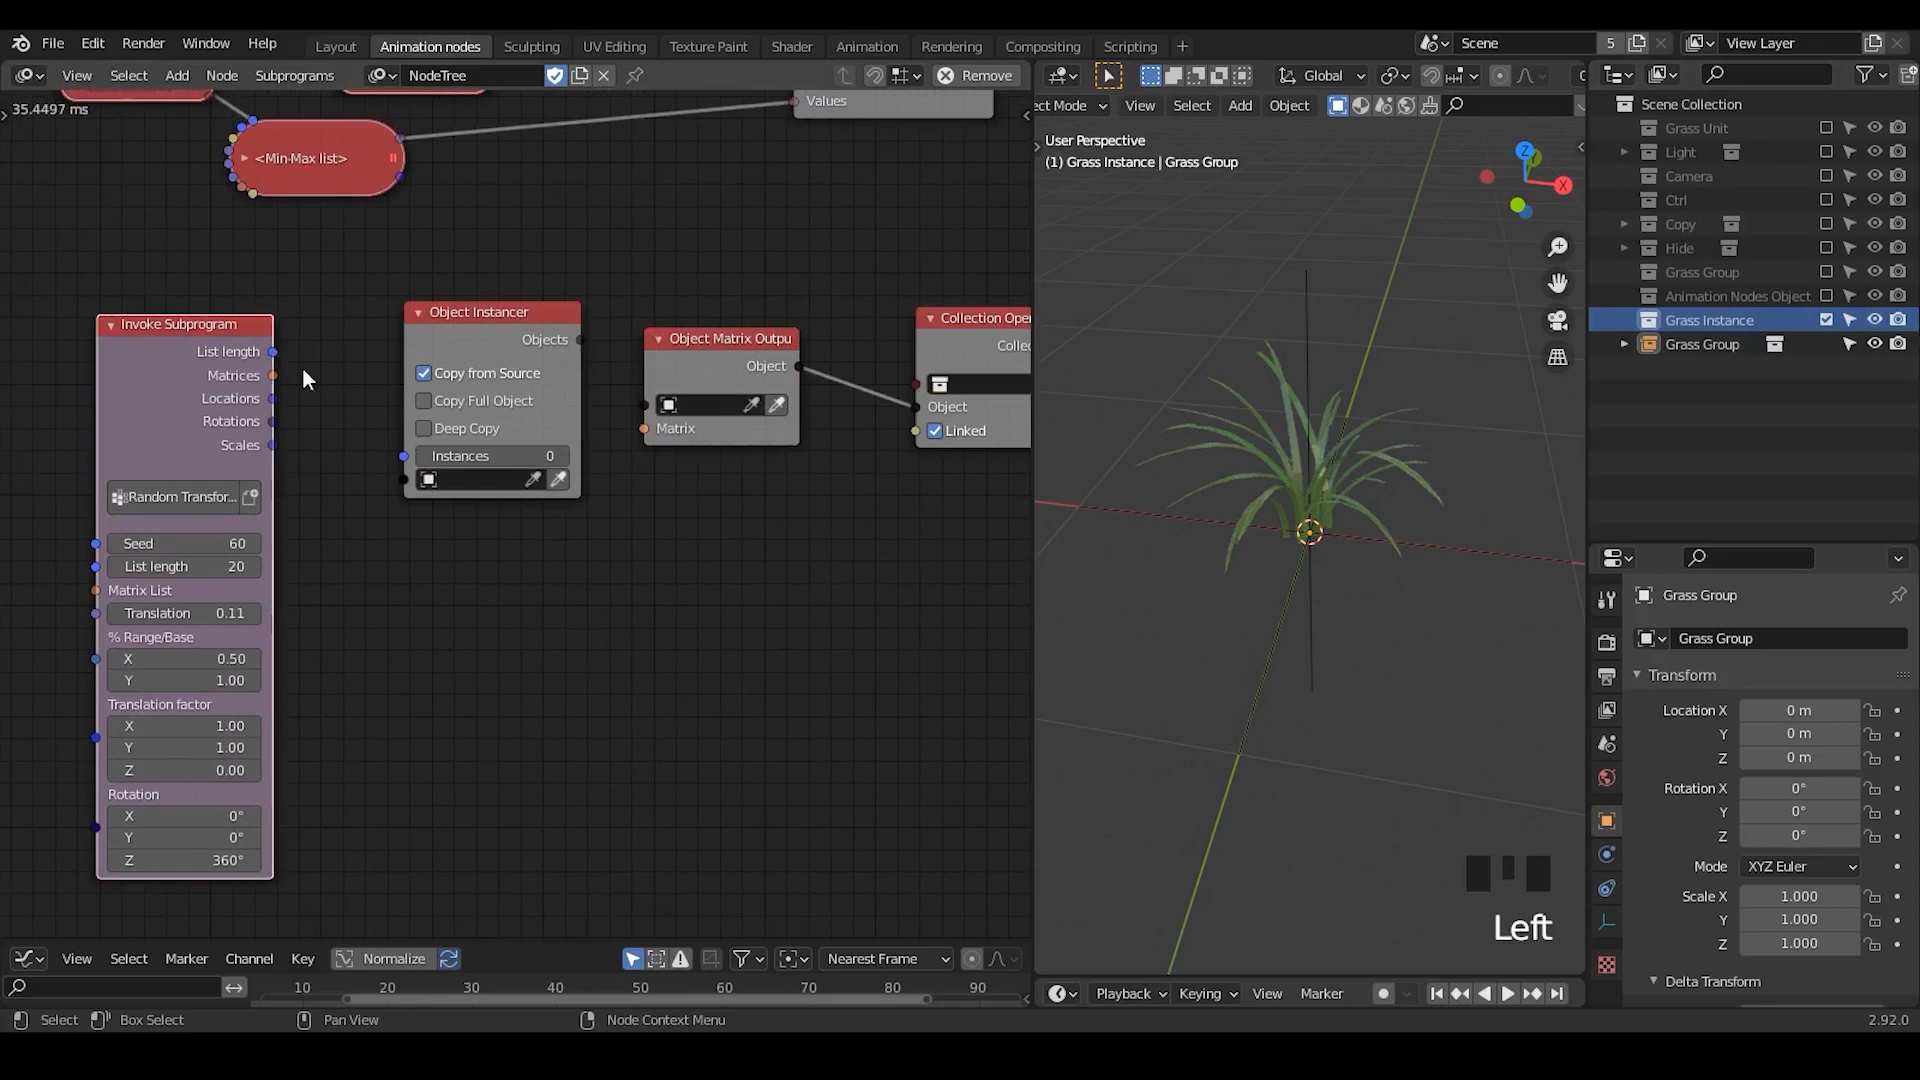 File Edit Render Window Help Layout Animation nodes Sculpting UV Editing Texture Paint Shader Animation Rendering Compositing Scripting + Scene 5 View Layer
View Select Add Node Subprograms NodeTree Remove Global
ect Mode View Select Add Object
35.4497 ms
Values
<Min-Max list>
User Perspective
(1) Grass Instance | Grass Group
Z
X
Invoke Subprogram
List length
Matrices
Locations
Rotations
Scales
Random Transfor...
Seed 60
List length 20
Matrix List
Translation 0.11
% Range/Base
X 0.50
Y 1.00
Translation factor
X 1.00
Y 1.00
Z 0.00
Rotation
X 0°
Y 0°
Z 360°
Object Instancer
Objects
Copy from Source
Copy Full Object
Deep Copy
Instances 0
Object Matrix Outpu
Object
Matrix
Collection Oper
Collec
Object
Linked
Left
Scene Collection
Grass Unit
Light
Camera
Ctrl
Copy
Hide
Grass Group
Animation Nodes Object
Grass Instance
Grass Group
Grass Group
Grass Group
Transform
Location X 0 m
Y 0 m
Z 0 m
Rotation X 0°
Y 0°
Z 0°
Mode XYZ Euler
Scale X 1.000
Y 1.000
Z 1.000
Delta Transform
View Select Marker Channel Key Normalize Nearest Frame
10 20 30 40 50 60 70 80 90
Playback Keying View Marker
Select Box Select Pan View Node Context Menu 2.92.0